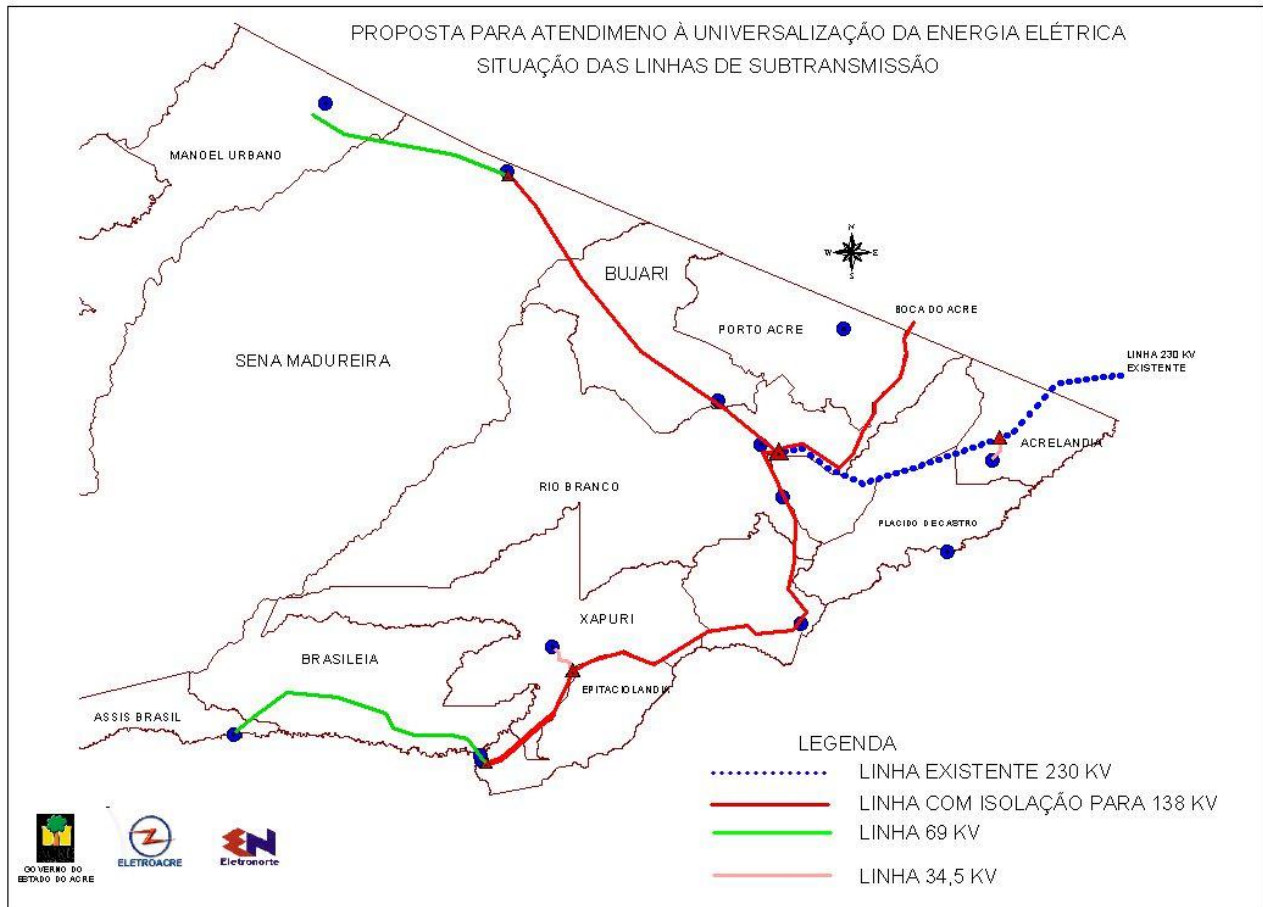 PROPOSTA PARA ATENDIMENO À UNIVERSALIZAÇÃO DA ENERGIA ELÉTRICA
SITUAÇÃO DAS LINHAS DE SUBTRANSMISSÃO
MANOEL URBANO
N
W
E
S
BUJARI
BOCA DO ACRE
PORTO ACRE
LINHA 230 KV
EXISTENTE
SENA MADUREIRA
ACRELANDIA
RIO BRANCO
PLACIDO DE CASTRO
XAPURI
BRASILEIA
EPITACIOLANDIA
ASSIS BRASIL
LEGENDA
LINHA EXISTENTE 230 KV
LINHA COM ISOLAÇÃO PARA 138 KV
LINHA 69 KV
LINHA 34,5 KV
GOVERNO DO
ESTADO DO ACRE
ELETROACRE
Eletronorte